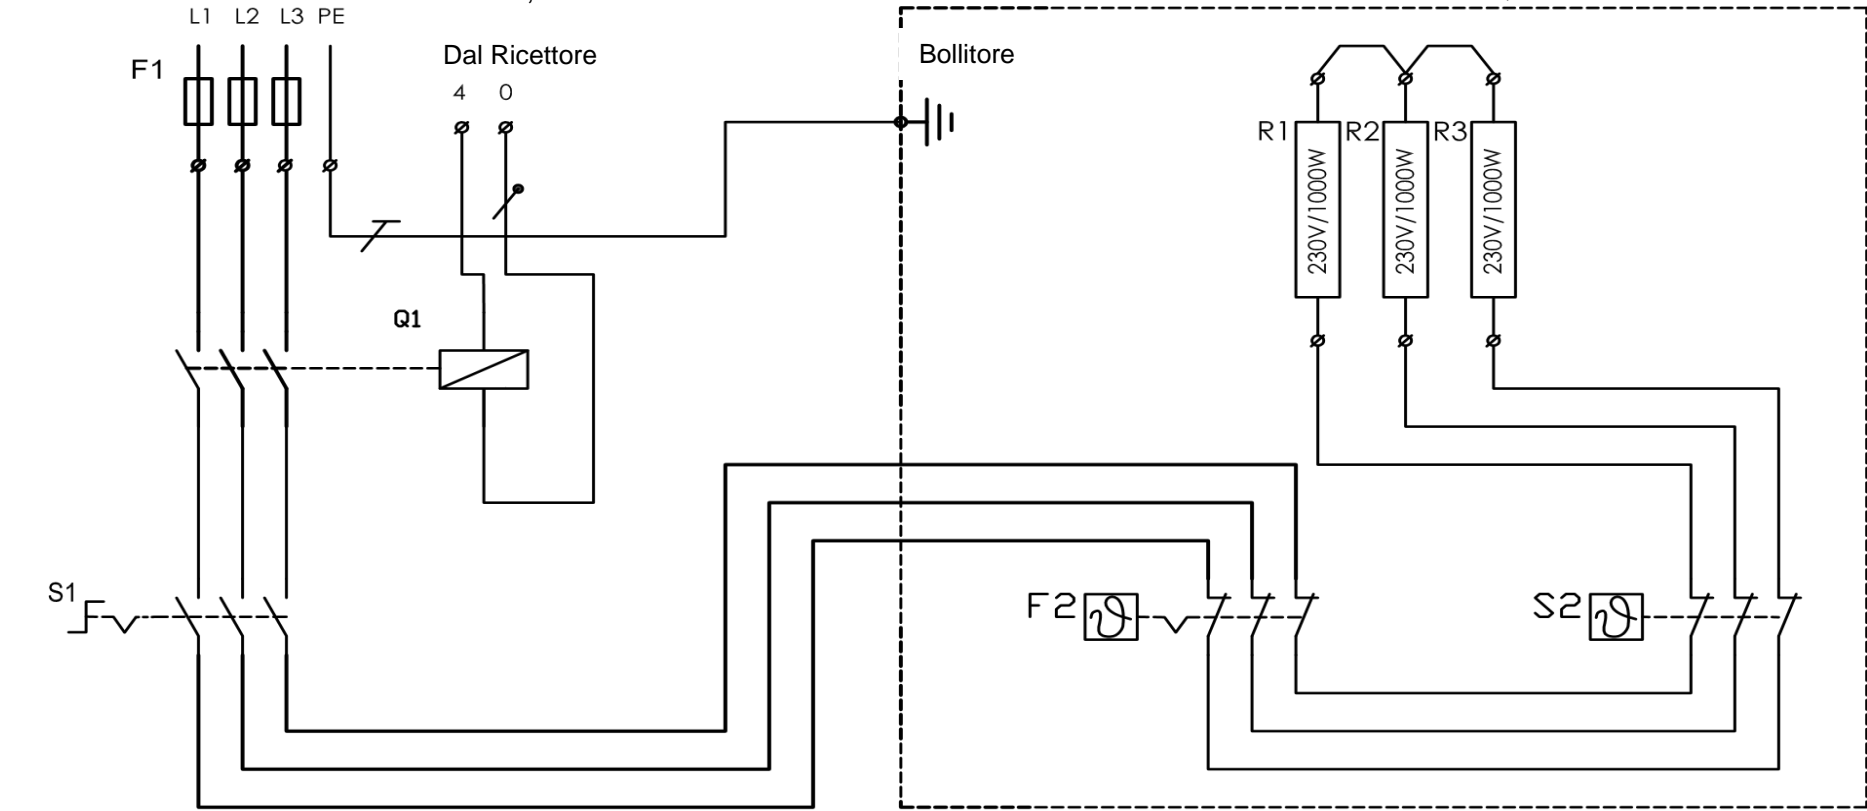 L1 L2 L3 PE
F1
Dal Ricettore
4 0
Bollitore
R1 R2 R3
230V/1000W 230V/1000W 230V/1000W
Q1
S1
F2
S2